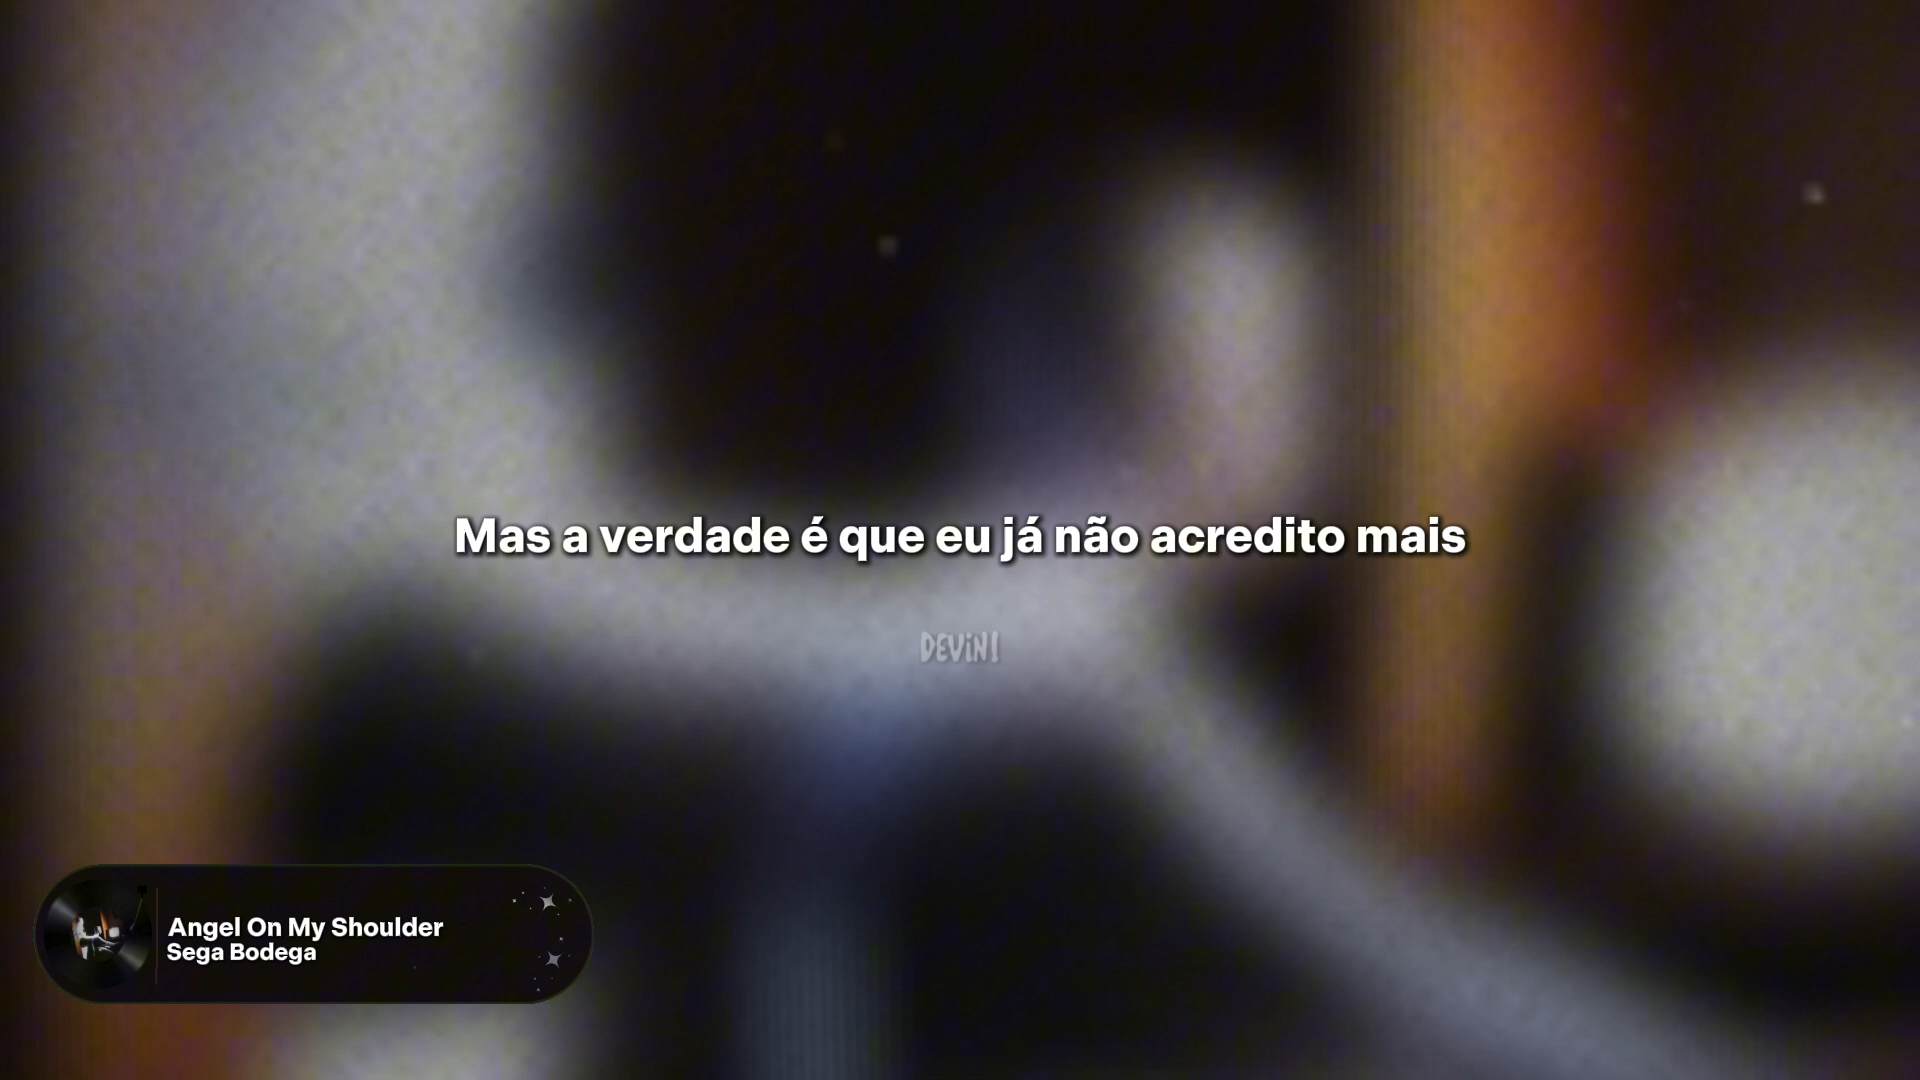 Mas a verdade é que eu já não acredito mais
DEViN!
Angel On My Shoulder
Sega Bodega